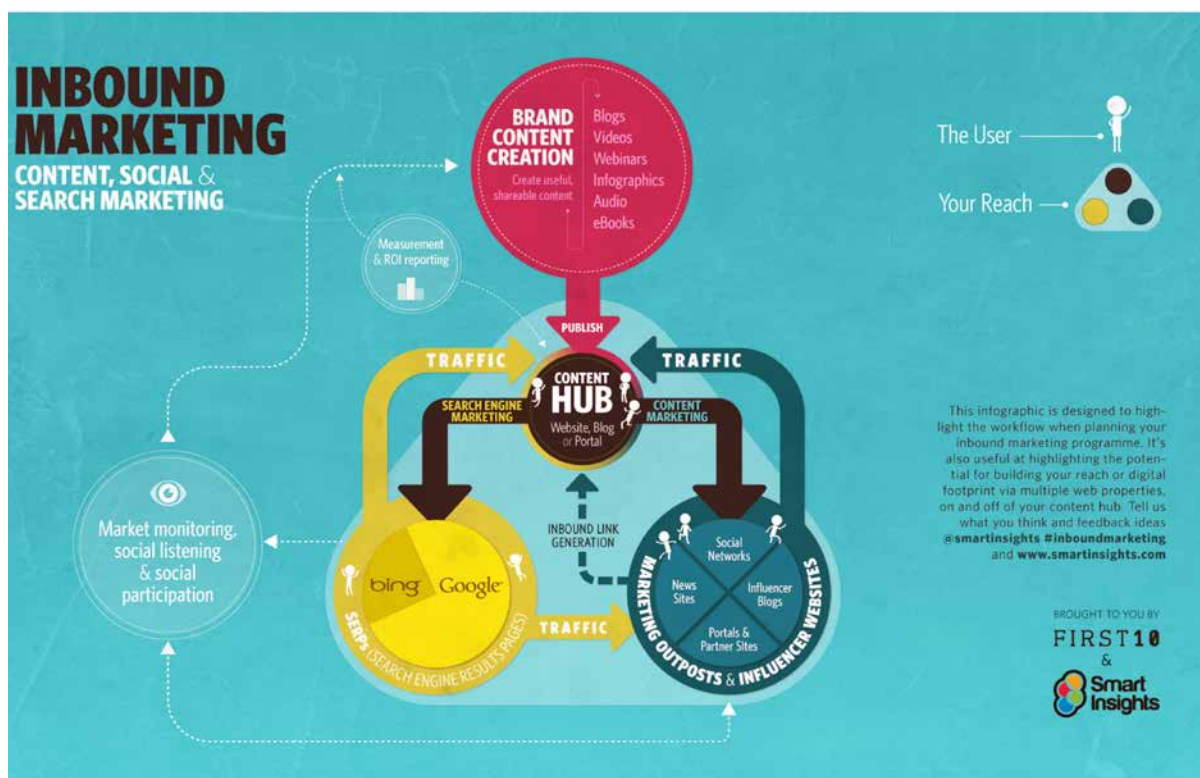 INBOUND
MARKETING
CONTENT, SOCIAL &
SEARCH MARKETING
BRAND
CONTENT
CREATION
Create useful,
shareable content
Blogs
Videos
Webinars
Infographics
Audio
eBooks
The User
Your Reach
Measurement
& ROI reporting
PUBLISH
TRAFFIC
TRAFFIC
CONTENT
HUB
Website, Blog
or Portal
SEARCH ENGINE
MARKETING
CONTENT
MARKETING
This infographic is designed to high-
light the workflow when planning your
inbound marketing programme. It's
also useful at highlighting the poten-
tial for building your reach or digital
footprint via multiple web properties,
on and off of your content hub. Tell us
what you think and feedback ideas
@smartinsights #inboundmarketing
and www.smartinsights.com
Market monitoring,
social listening
& social
participation
INBOUND LINK
GENERATION
bing
Google
SERPs (SEARCH ENGINE RESULTS PAGES)
TRAFFIC
Social
Networks
News
Sites
Influencer
Blogs
Portals &
Partner Sites
MARKETING OUTPOSTS & INFLUENCER WEBSITES
BROUGHT TO YOU BY
FIRST10
&
Smart
Insights